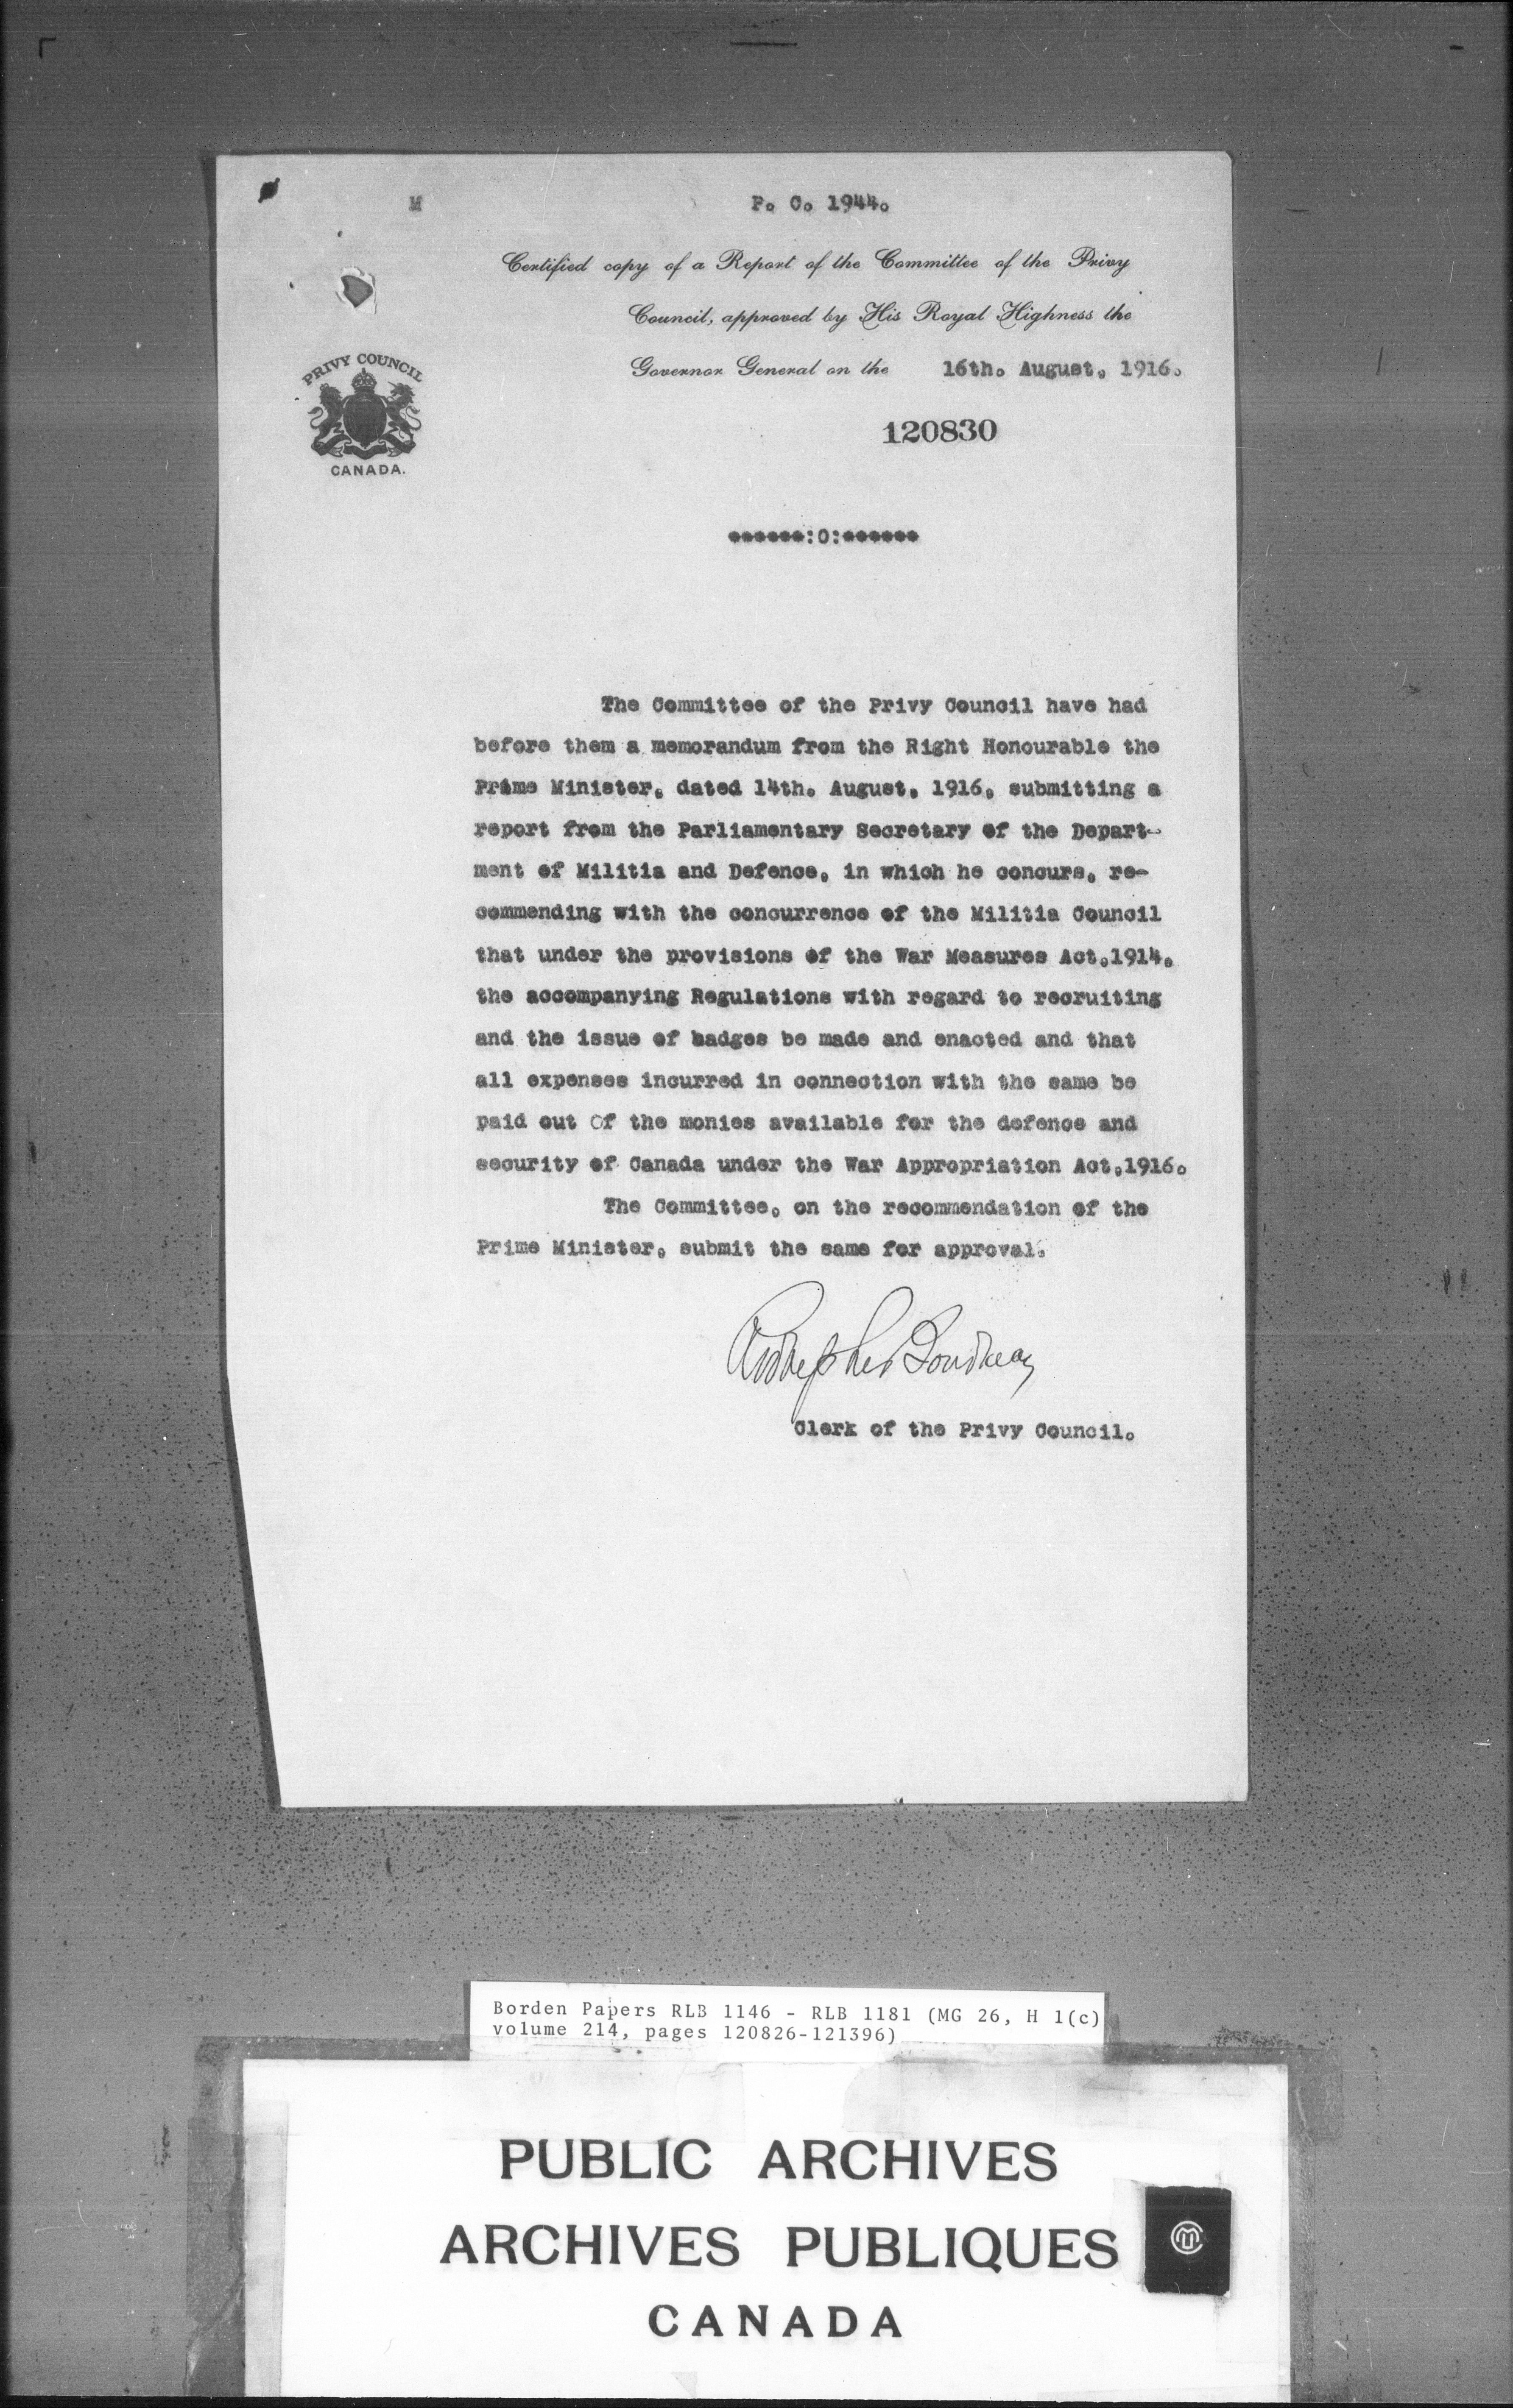 M
P. C. 1944.
Certified copy of a Report of the Committee of the Privy
Council, approved by His Royal Highness the
Governor General on the 16th. August, 1916.
PRIVY COUNCIL
CANADA.
120830
******:0:******
The Committee of the Privy Council have had
before them a memorandum from the Right Honourable the
Prime Minister, dated 14th. August, 1916, submitting a
report from the Parliamentary Secretary of the Depart-
ment of Militia and Defence, in which he concurs, re-
commending with the concurrence of the Militia Council
that under the provisions of the War Measures Act,1914,
the accompanying Regulations with regard to recruiting
and the issue of badges be made and enacted and that
all expenses incurred in connection with the same be
paid out of the monies available for the defence and
security of Canada under the War Appropriation Act,1916.
The Committee, on the recommendation of the
Prime Minister, submit the same for approval.
Rodolphe Boudreau
Clerk of the Privy Council.
Borden Papers RLB 1146 - RLB 1181 (MG 26, H 1(c)
volume 214, pages 120826-121396)
PUBLIC ARCHIVES
ARCHIVES PUBLIQUES
CANADA